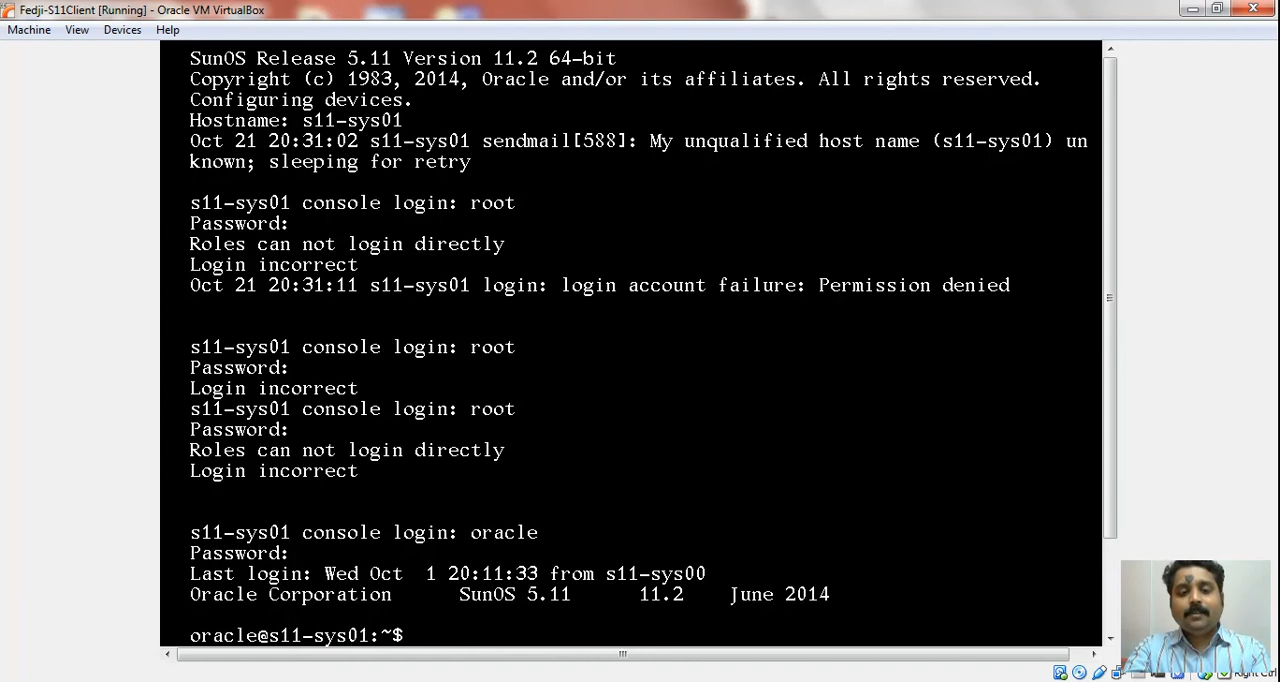 Fedji-S11Client [Running] - Oracle VM VirtualBox
Machine View Devices Help
SunOS Release 5.11 Version 11.2 64-bit
Copyright (c) 1983, 2014, Oracle and/or its affiliates. All rights reserved.
Configuring devices.
Hostname: s11-sys01
Oct 21 20:31:02 s11-sys01 sendmail[588]: My unqualified host name (s11-sys01) un
known; sleeping for retry
s11-sys01 console login: root
Password:
Roles can not login directly
Login incorrect
Oct 21 20:31:11 s11-sys01 login: login account failure: Permission denied
s11-sys01 console login: root
Password:
Login incorrect
s11-sys01 console login: root
Password:
Roles can not login directly
Login incorrect
s11-sys01 console login: oracle
Password:
Last login: Wed Oct  1 20:11:33 from s11-sys00
Oracle Corporation      SunOS 5.11      11.2    June 2014
oracle@s11-sys01:~$
Right Ctrl